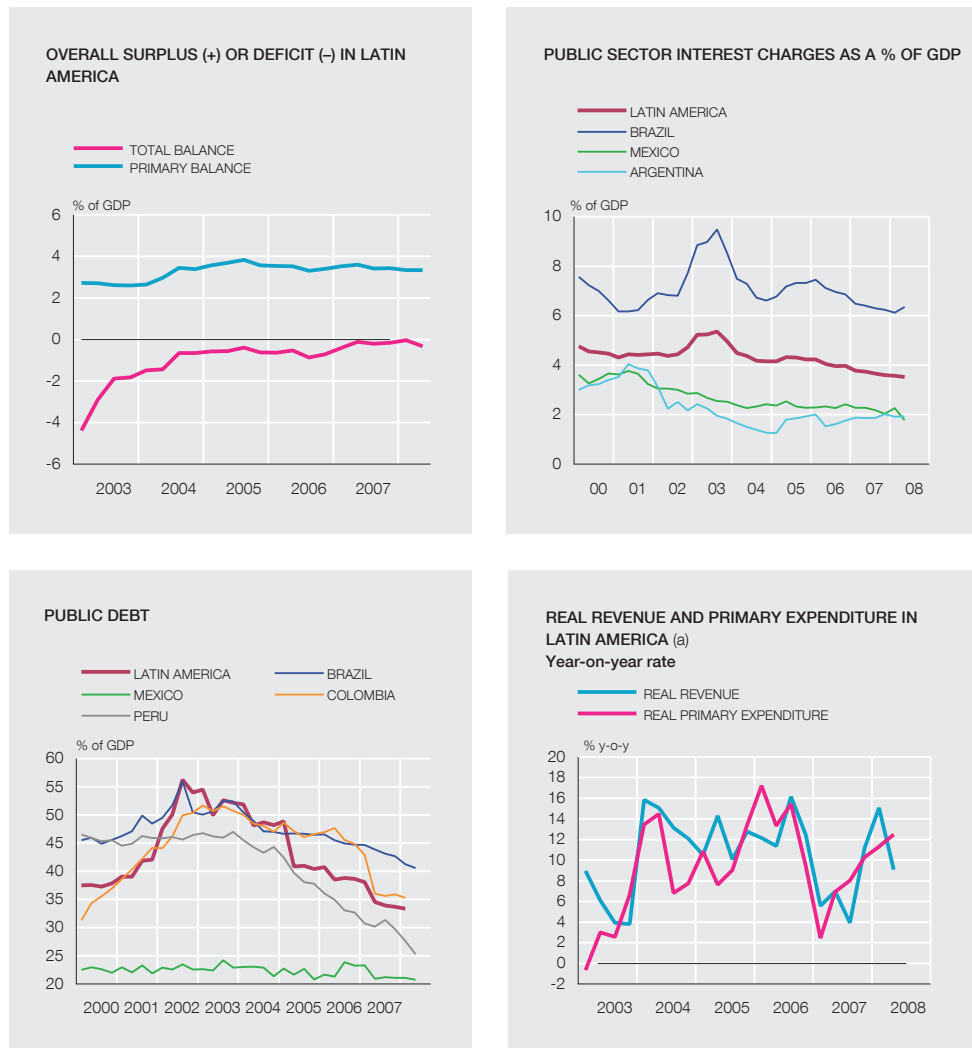 OVERALL SURPLUS (+) OR DEFICIT (–) IN LATIN
AMERICA
TOTAL BALANCE
PRIMARY BALANCE
% of GDP
6
4
2
0
-2
-4
-6
2003 2004 2005 2006 2007
PUBLIC SECTOR INTEREST CHARGES AS A % OF GDP
LATIN AMERICA
BRAZIL
MEXICO
ARGENTINA
% of GDP
10
8
6
4
2
0
00 01 02 03 04 05 06 07 08
PUBLIC DEBT
LATIN AMERICA BRAZIL
MEXICO COLOMBIA
PERU
% of GDP
60
55
50
45
40
35
30
25
20
2000 2001 2002 2003 2004 2005 2006 2007
REAL REVENUE AND PRIMARY EXPENDITURE IN
LATIN AMERICA (a)
Year-on-year rate
REAL REVENUE
REAL PRIMARY EXPENDITURE
% y-o-y
20
18
16
14
12
10
8
6
4
2
0
-2
2003 2004 2005 2006 2007 2008